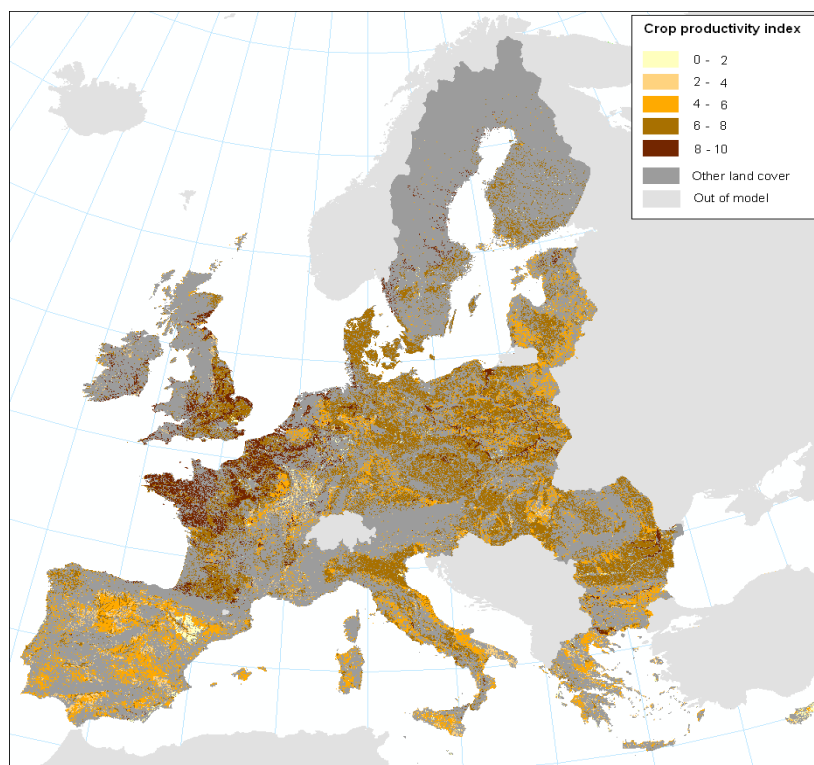 Crop productivity index
0 - 2
2 - 4
4 - 6
6 - 8
8 - 10
Other land cover
Out of model